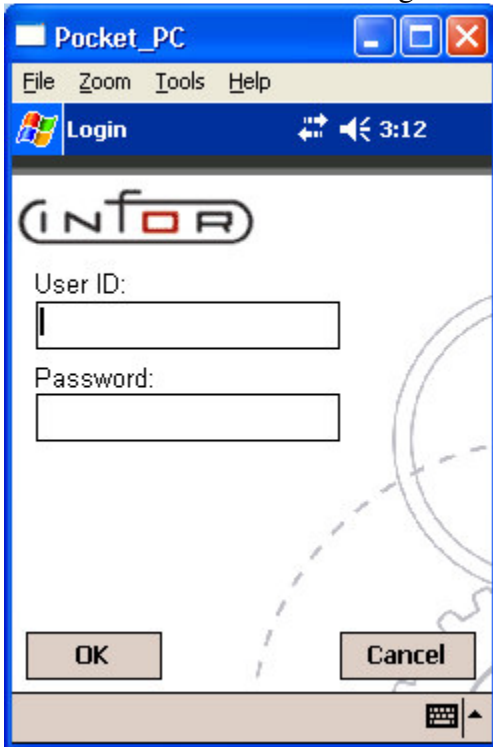 Pocket_PC
File Zoom Tools Help
Login 3:12
infor
User ID:
Password:
OK Cancel